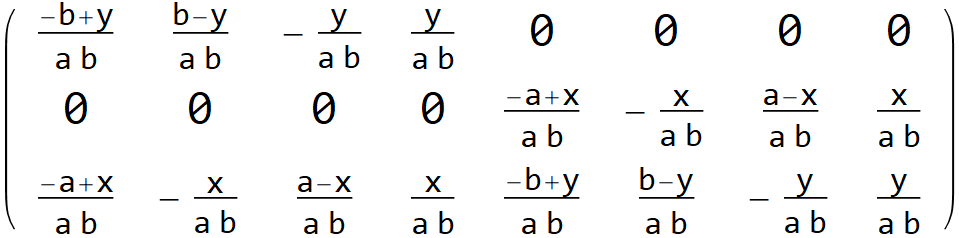 (-b+y)/(a b) (b-y)/(a b) - y/(a b) y/(a b) 0 0 0 0
0 0 0 0 (-a+x)/(a b) - x/(a b) (a-x)/(a b) x/(a b)
(-a+x)/(a b) - x/(a b) (a-x)/(a b) x/(a b) (-b+y)/(a b) (b-y)/(a b) - y/(a b) y/(a b)